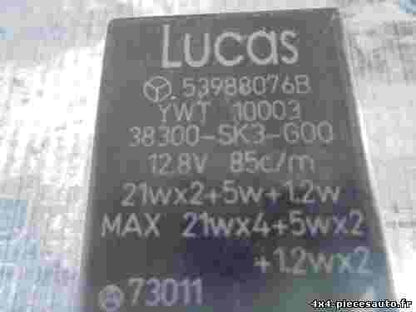 Lucas
53988076B
YWT 10003
38300-SK3-G00
12.8V 85c/m
21wx2+5w+1.2w
MAX 21wx4+5wx2
+1.2wx2
73011
4x4-piecesauto.fr